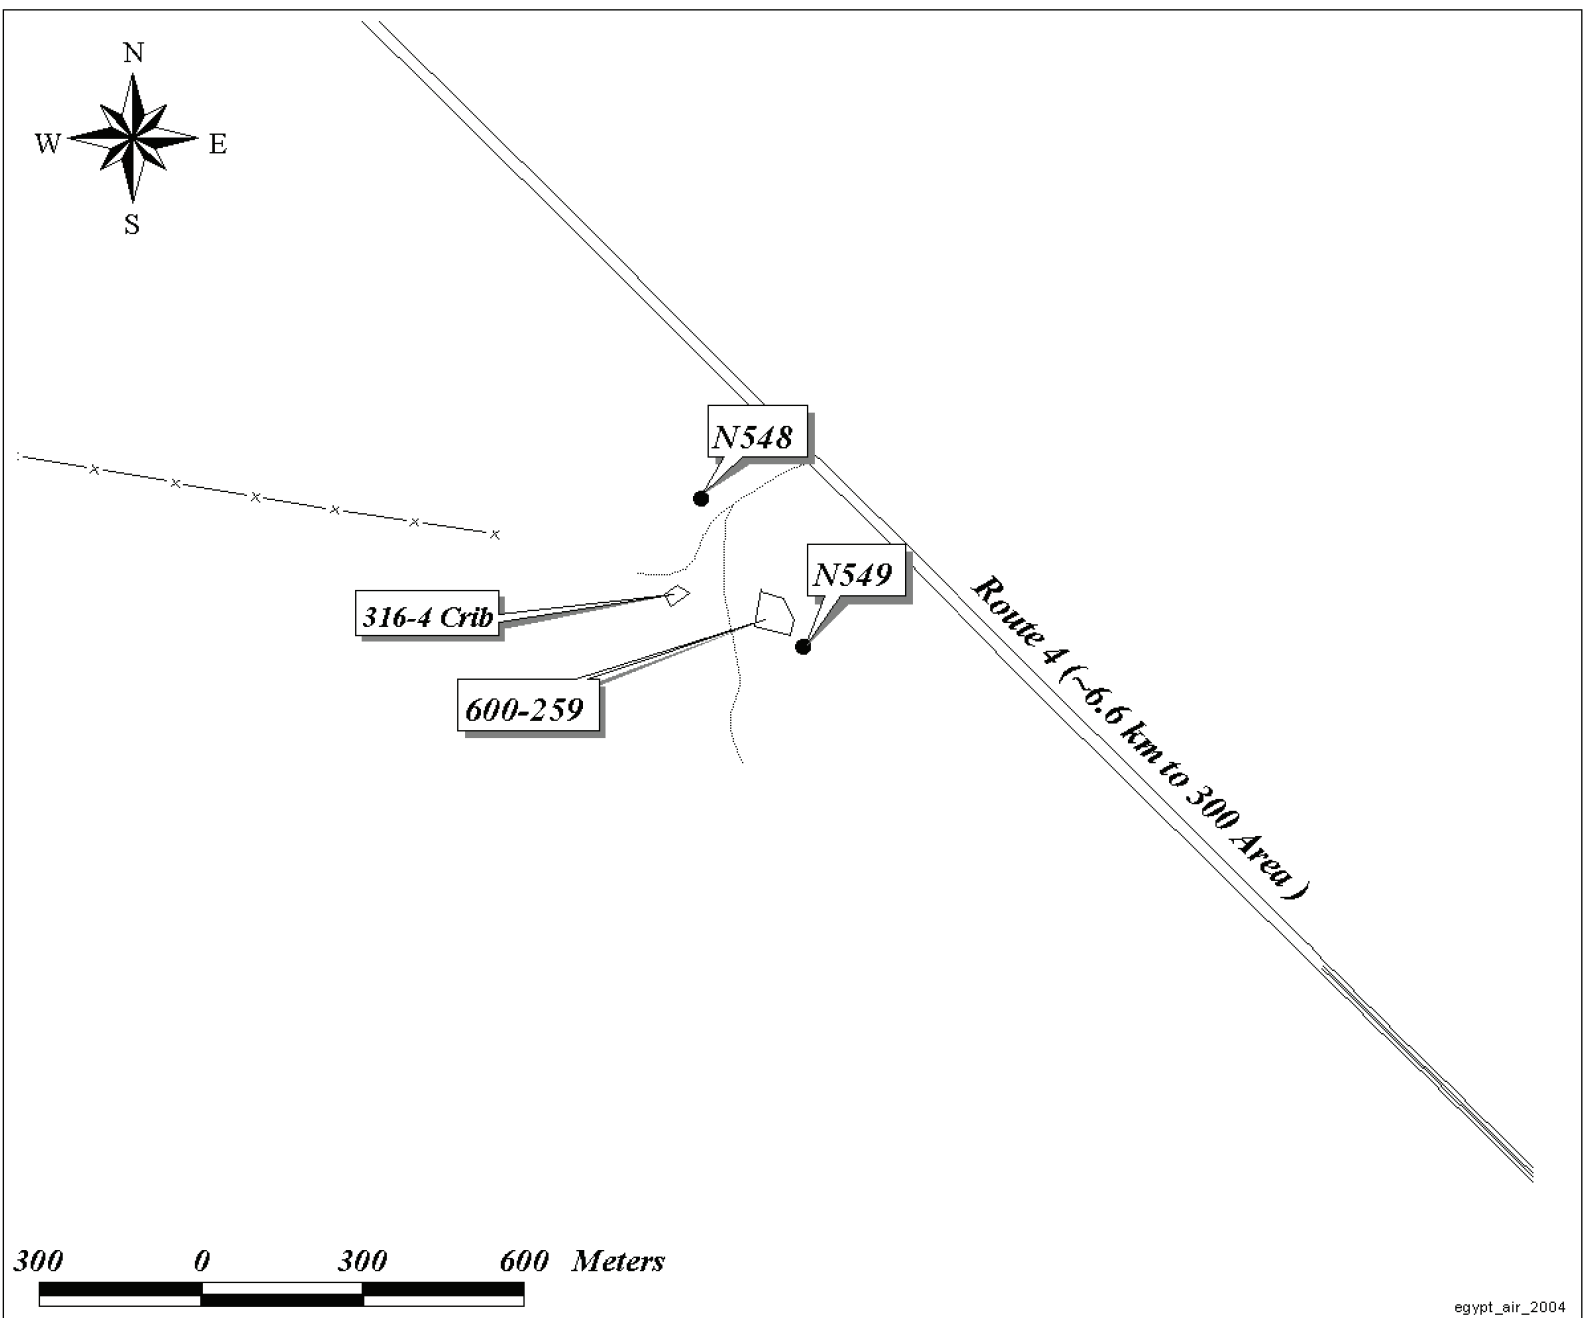 N
W E
S
N548
N549
316-4 Crib
600-259
Route 4 (~6.6 km to 300 Area )
300 0 300 600 Meters
egypt_air_2004